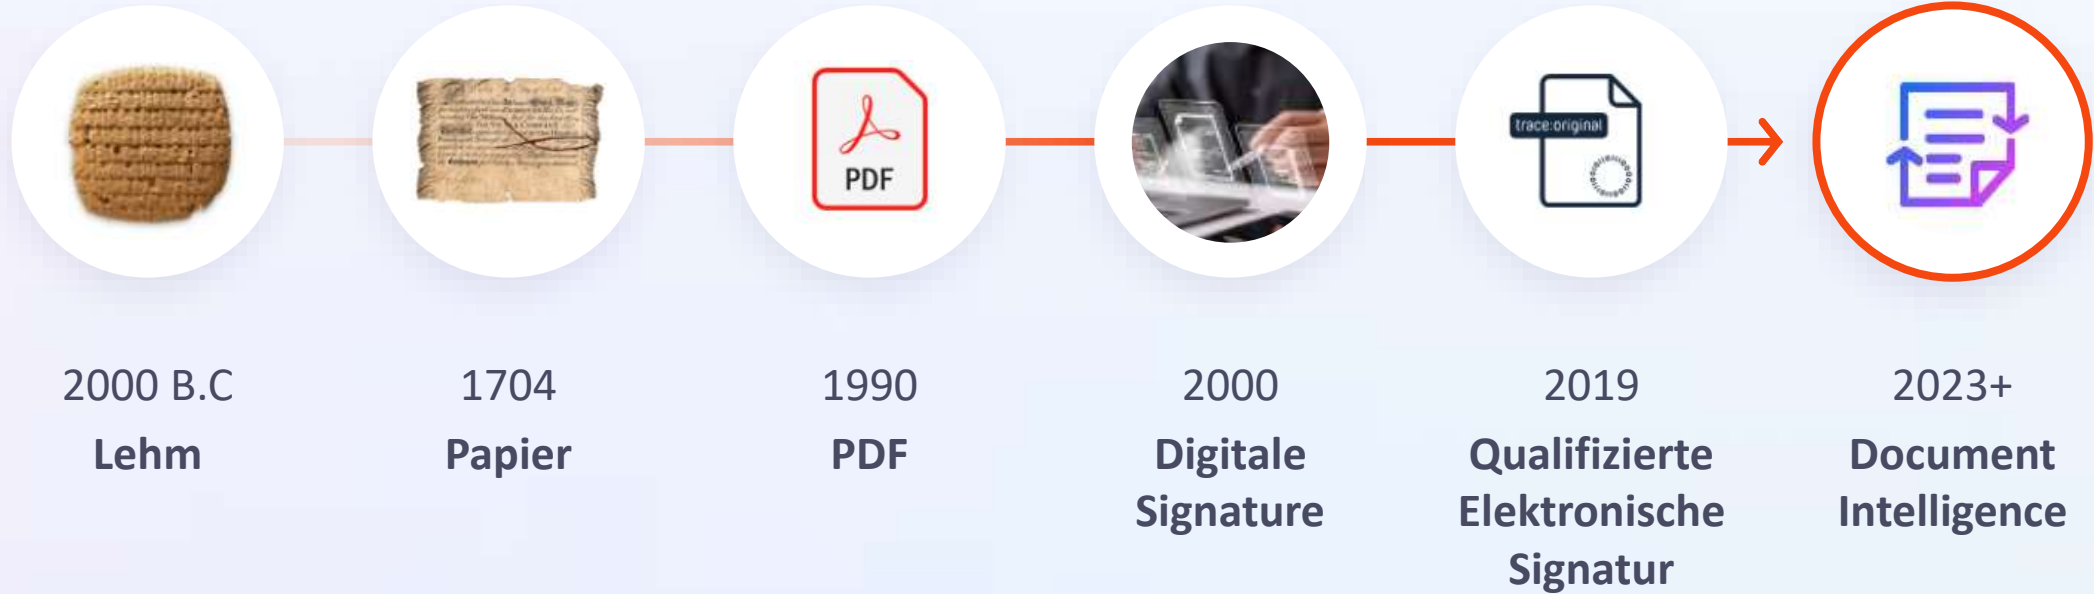 PDF
trace:original
2000 B.C
Lehm
1704
Papier
1990
PDF
2000
Digitale
Signature
2019
Qualifizierte
Elektronische
Signatur
2023+
Document
Intelligence